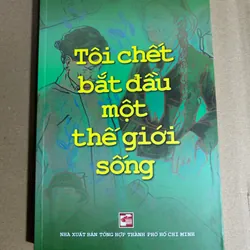 Tôi chết
bắt đầu
một
thế giới
sống
NHÀ XUẤT BẢN TỔNG HỢP THÀNH PHỐ HỒ CHÍ MINH